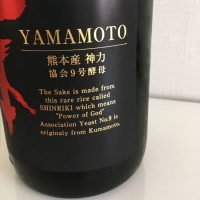 YAMAMOTO
熊本産 神力
協会9号酵母
The Sake is made from
this rare rice called
SHINRIKI which means
"Power of God"
Association Yeast No.9 is
originaly from Kumamoto.